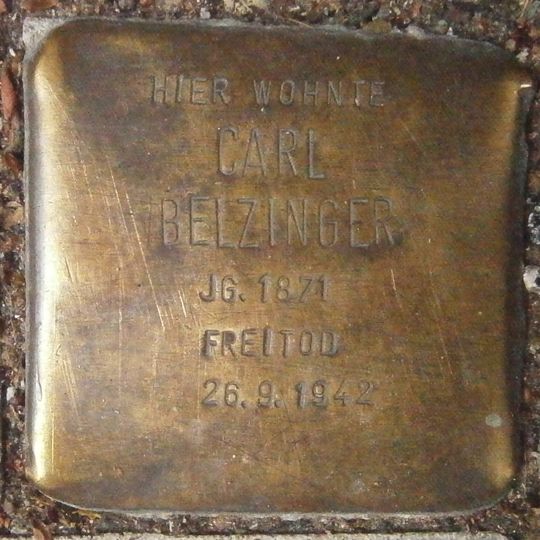 HIER WOHNTE
CARL
BELZINGER
JG. 1871
FREITOD
26.9.1942